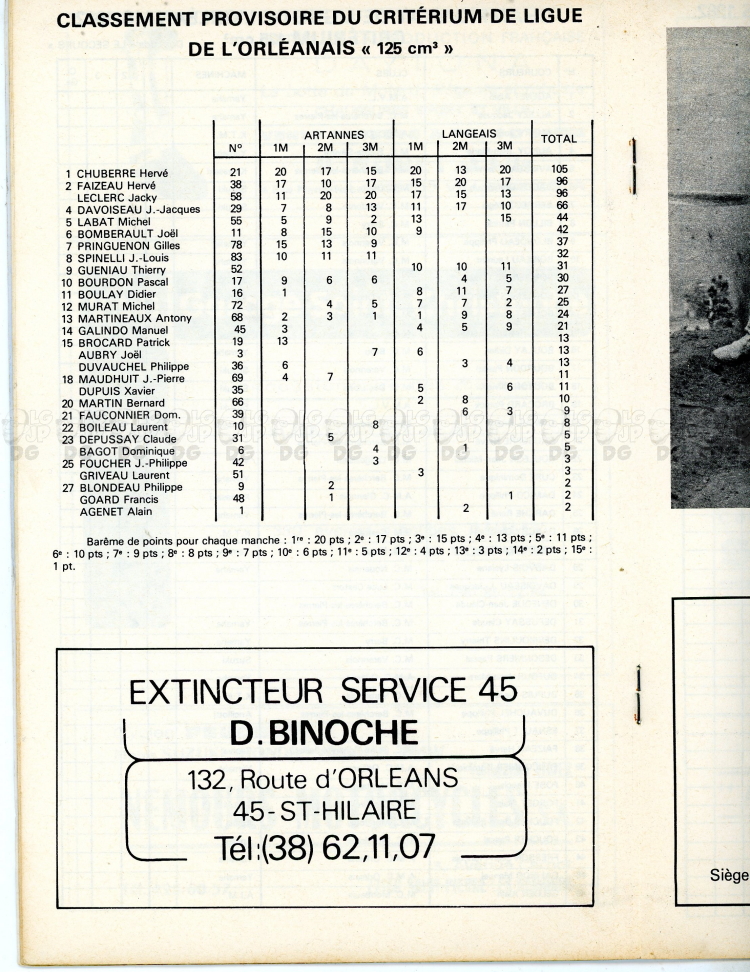 CLASSEMENT PROVISOIRE DU CRITÉRIUM DE LIGUE
DE L'ORLÉANAIS « 125 cm³ »
ARTANNES LANGEAIS
N° 1M 2M 3M 1M 2M 3M TOTAL
1 CHUBERRE Hervé 21 20 17 15 20 13 20 105
2 FAIZEAU Hervé 38 17 10 17 15 20 17 96
LECLERC Jacky 58 11 20 20 17 15 13 96
4 DAVOISEAU J.-Jacques 29 7 8 13 11 17 10 66
5 LABAT Michel 55 5 9 2 13 15 44
6 BOMBERAULT Joël 11 8 15 10 9 42
7 PRINGUENON Gilles 78 15 13 9 37
8 SPINELLI J.-Louis 83 10 11 11 32
9 GUENIAU Thierry 52 10 10 11 31
10 BOURDON Pascal 17 9 6 6 4 5 30
11 BOULAY Didier 16 1 8 11 7 27
12 MURAT Michel 72 4 5 7 7 2 25
13 MARTINEAUX Antony 68 2 3 1 1 9 8 24
14 GALINDO Manuel 45 3 4 5 9 21
15 BROCARD Patrick 19 13 13
AUBRY Joël 3 7 6 13
DUVAUCHEL Philippe 36 6 3 4 13
18 MAUDHUIT J.-Pierre 69 4 7 11
DUPUIS Xavier 35 5 6 11
20 MARTIN Bernard 66 2 8 10
21 FAUCONNIER Dom. 39 6 3 9
22 BOILEAU Laurent 10 8 8
23 DEPUSSAY Claude 31 5 5
BAGOT Dominique 6 4 1 5
25 FOUCHER J.-Philippe 42 3 3
GRIVEAU Laurent 51 3 3
27 BLONDEAU Philippe 9 2 2
GOARD Francis 48 1 1 2
AGENET Alain 1 2 2
Barême de points pour chaque manche : 1re : 20 pts ; 2e : 17 pts ; 3e : 15 pts ; 4e : 13 pts ; 5e : 11 pts ;
6e : 10 pts ; 7e : 9 pts ; 8e : 8 pts ; 9e : 7 pts ; 10e : 6 pts ; 11e : 5 pts ; 12e : 4 pts ; 13e : 3 pts ; 14e : 2 pts ; 15e :
1 pt.
EXTINCTEUR SERVICE 45
D. BINOCHE
132, Route d'ORLEANS
45 - ST-HILAIRE
Tél:(38) 62,11,07
Siège